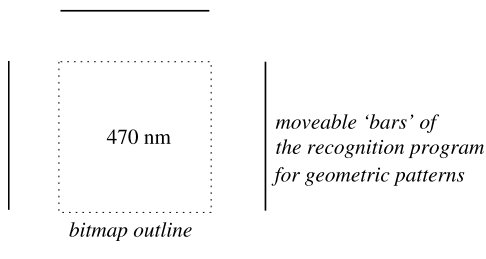 470 nm
moveable ‘bars’ of
the recognition program
for geometric patterns
bitmap outline